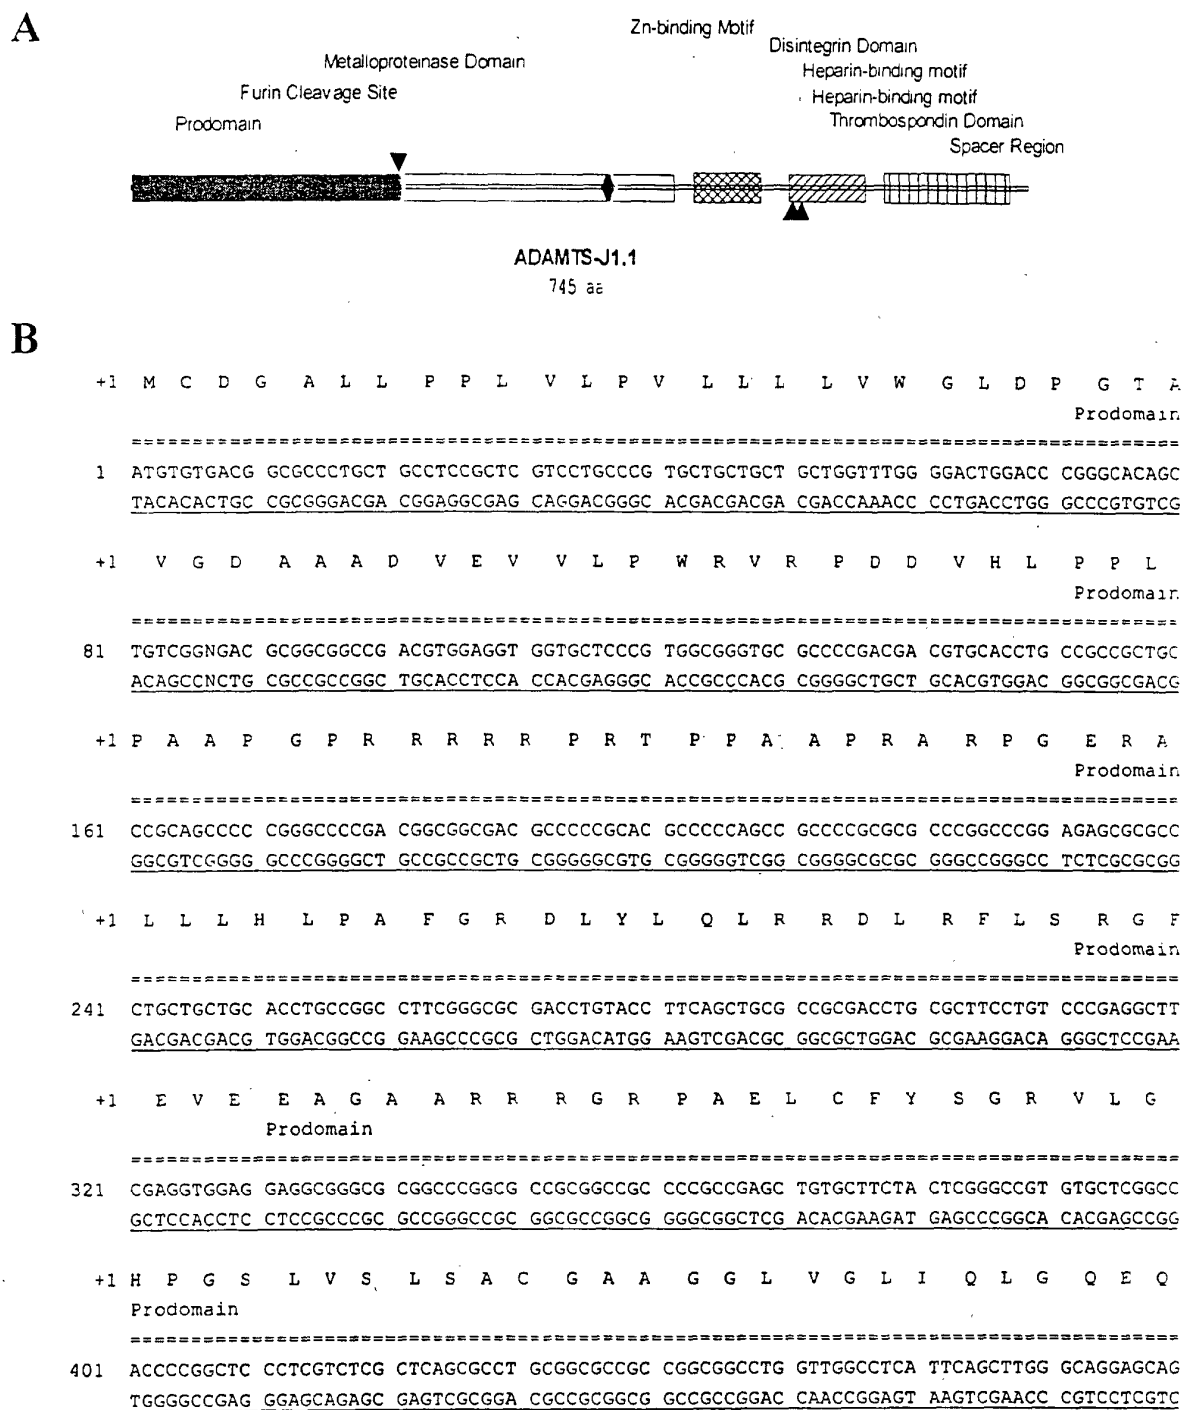 A
Zn-binding Motif
Disintegrin Domain
Metalloproteinase Domain
Heparin-binding motif
Furin Cleavage Site
Heparin-binding motif
Prodomain
Thrombospondin Domain
Spacer Region
ADAMTS-J1.1
745 aa
B
+1 M C D G A L L P P L V L P V L L L L V W G L D P G T A
Prodomain
================================================================
1 ATGTGTGACG GCGCCCTGCT GCCTCCGCTC GTCCTGCCCG TGCTGCTGCT GCTGGTTTGG GGACTGGACC CGGGCACAGC
TACACACTGC CGCGGGACGA CGGAGGCGAG CAGGACGGGC ACGACGACGA CGACCAAACC CCTGACCTGG GCCCGTGTCG
+1 V G D A A A D V E V V L P W R V R P D D V H L P P L
Prodomain
================================================================
81 TGTCGGNGAC GCGGCGGCCG ACGTGGAGGT GGTGCTCCCG TGGCGGGTGC GCCCCGACGA CGTGCACCTG CCGCCGCTGC
ACAGCCNCTG CGCCGCCGGC TGCACCTCCA CCACGAGGGC ACCGCCCACG CGGGGCTGCT GCACGTGGAC GGCGGCGACG
+1 P A A P G P R R R R R P R T P P A A P R A R P G E R A
Prodomain
================================================================
161 CCGCAGCCCC CGGGCCCCGA CGGCGGCGAC GCCCCCGCAC GCCCCCAGCC GCCCCGCGCG CCCGGCCCGG AGAGCGCGCC
GGCGTCGGGG GCCCGGGGCT GCCGCCGCTG CGGGGGCGTG CGGGGGTCGG CGGGGCGCGC GGGCCGGGCC TCTCGCGCGG
+1 L L L H L P A F G R D L Y L Q L R R D L R F L S R G F
Prodomain
================================================================
241 CTGCTGCTGC ACCTGCCGGC CTTCGGGCGC GACCTGTACC TTCAGCTGCG CCGCGACCTG CGCTTCCTGT CCCGAGGCTT
GACGACGACG TGGACGGCCG GAAGCCCGCG CTGGACATGG AAGTCGACGC GGCGCTGGAC GCGAAGGACA GGGCTCCGAA
+1 E V E E A G A A R R R G R P A E L C F Y S G R V L G
Prodomain
================================================================
321 CGAGGTGGAG GAGGCGGGCG CGGCCCGGCG CCGCGGCCGC CCCGCCGAGC TGTGCTTCTA CTCGGGCCGT GTGCTCGGCC
GCTCCACCTC CTCCGCCCGC GCCGGGCCGC GGCGCCGGCG GGGCGGCTCG ACACGAAGAT GAGCCCGGCA CACGAGCCGG
+1 H P G S L V S L S A C G A A G G L V G L I Q L G Q E Q
Prodomain
================================================================
401 ACCCCGGCTC CCTCGTCTCG CTCAGCGCCT GCGGCGCCGC CGGCGGCCTG GTTGGCCTCA TTCAGCTTGG GCAGGAGCAG
TGGGGCCGAG GGAGCAGAGC GAGTCGCGGA CGCCGCGGCG GCCGCCGGAC CAACCGGAGT AAGTCGAACC CGTCCTCGTC